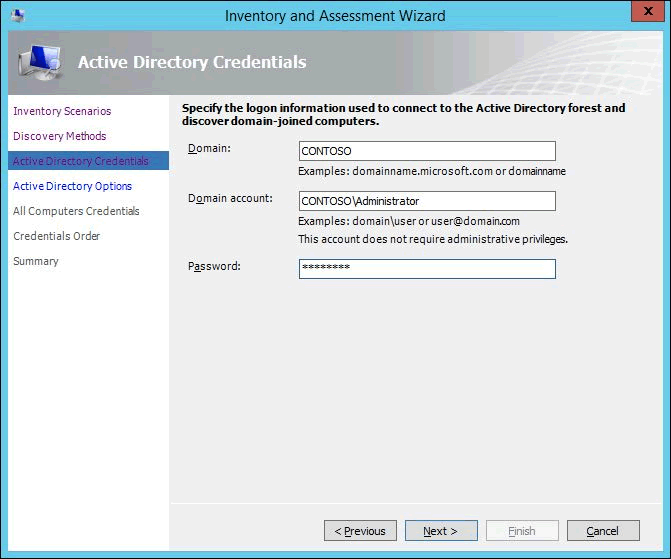 Inventory and Assessment Wizard
x
Active Directory Credentials
Inventory Scenarios
Discovery Methods
Active Directory Credentials
Active Directory Options
All Computers Credentials
Credentials Order
Summary
Specify the logon information used to connect to the Active Directory forest and
discover domain-joined computers.
Domain:
CONTOSO
Examples: domainname.microsoft.com or domainname
Domain account:
CONTOSO\Administrator
Examples: domain\user or user@domain.com
This account does not require administrative privileges.
Password:
********
< Previous
Next >
Finish
Cancel